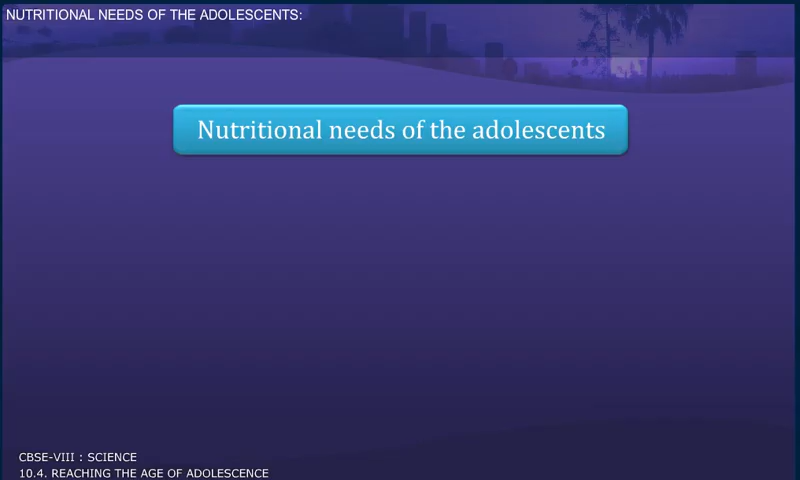 NUTRITIONAL NEEDS OF THE ADOLESCENTS:
Nutritional needs of the adolescents
CBSE-VIII : SCIENCE
10.4. REACHING THE AGE OF ADOLESCENCE